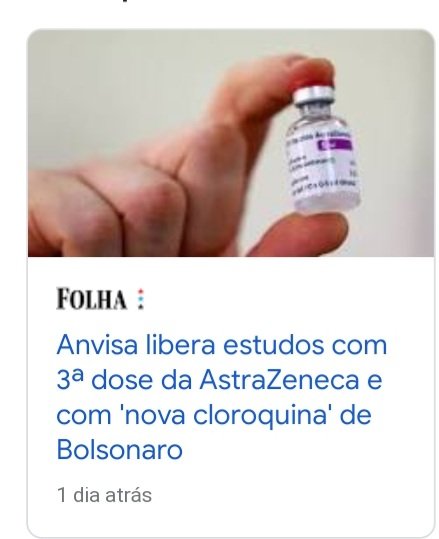 FOLHA
Anvisa libera estudos com
3ª dose da AstraZeneca e
com 'nova cloroquina' de
Bolsonaro
1 dia atrás